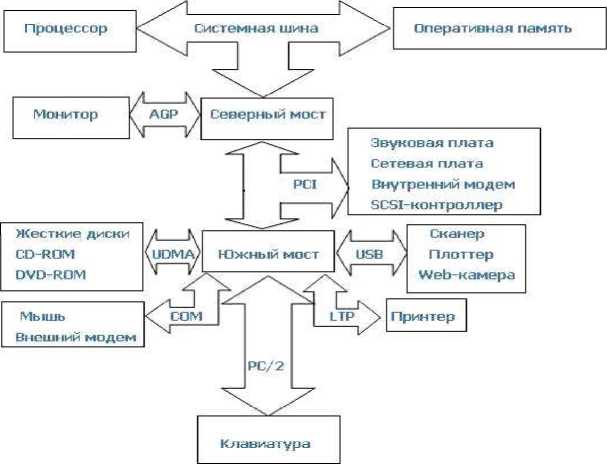 Процессор
Системная шина
Оперативная память
Монитор
AGP
Северный мост
PCI
Звуковая плата
Сетевая плата
Внутренний модем
SCSI-контроллер
Жесткие диски
CD-ROM
DVD-ROM
UDMA
Южный мост
USB
Сканер
Плоттер
Web-камера
Мышь
Внешний модем
COM
LTP
Принтер
PC/2
Клавиатура